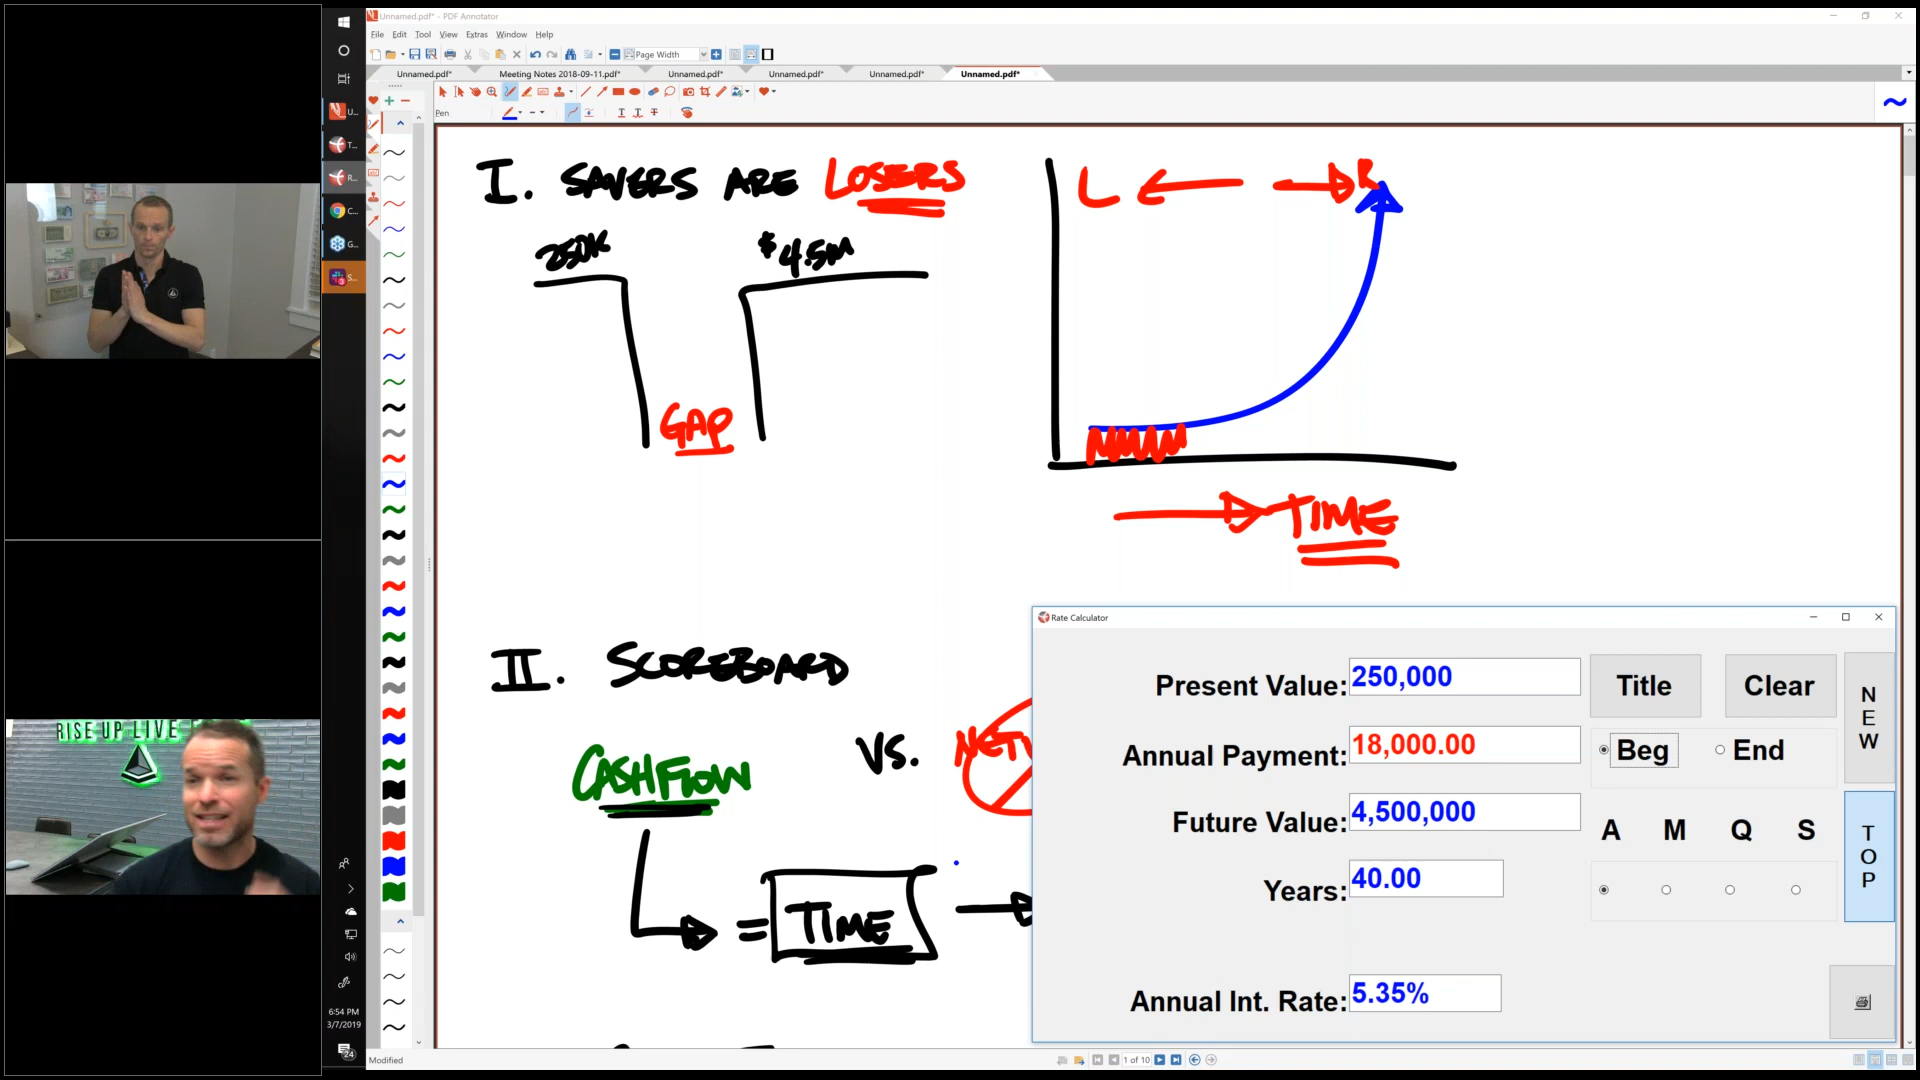 Unnamed.pdf* - PDF Annotator
File Edit Tool View Extras Window Help
Page Width
Unnamed.pdf* Meeting Notes 2018-09-11.pdf* Unnamed.pdf* Unnamed.pdf* Unnamed.pdf* Unnamed.pdf*
Pen
U...
T...
R...
C...
G...
S...
I. SAVERS ARE LOSERS
250K $4.5M
GAP
L R
TIME
II. SCOREBOARD
CASHFLOW VS.
= TIME
RISE UP LIVE
Rate Calculator
Present Value: 250,000 Title Clear
NEW
Annual Payment: 18,000.00 Beg End
Future Value: 4,500,000
A M Q S
TOP
Years: 40.00
Annual Int. Rate: 5.35%
6:54 PM
3/7/2019
24
Modified
1 of 10